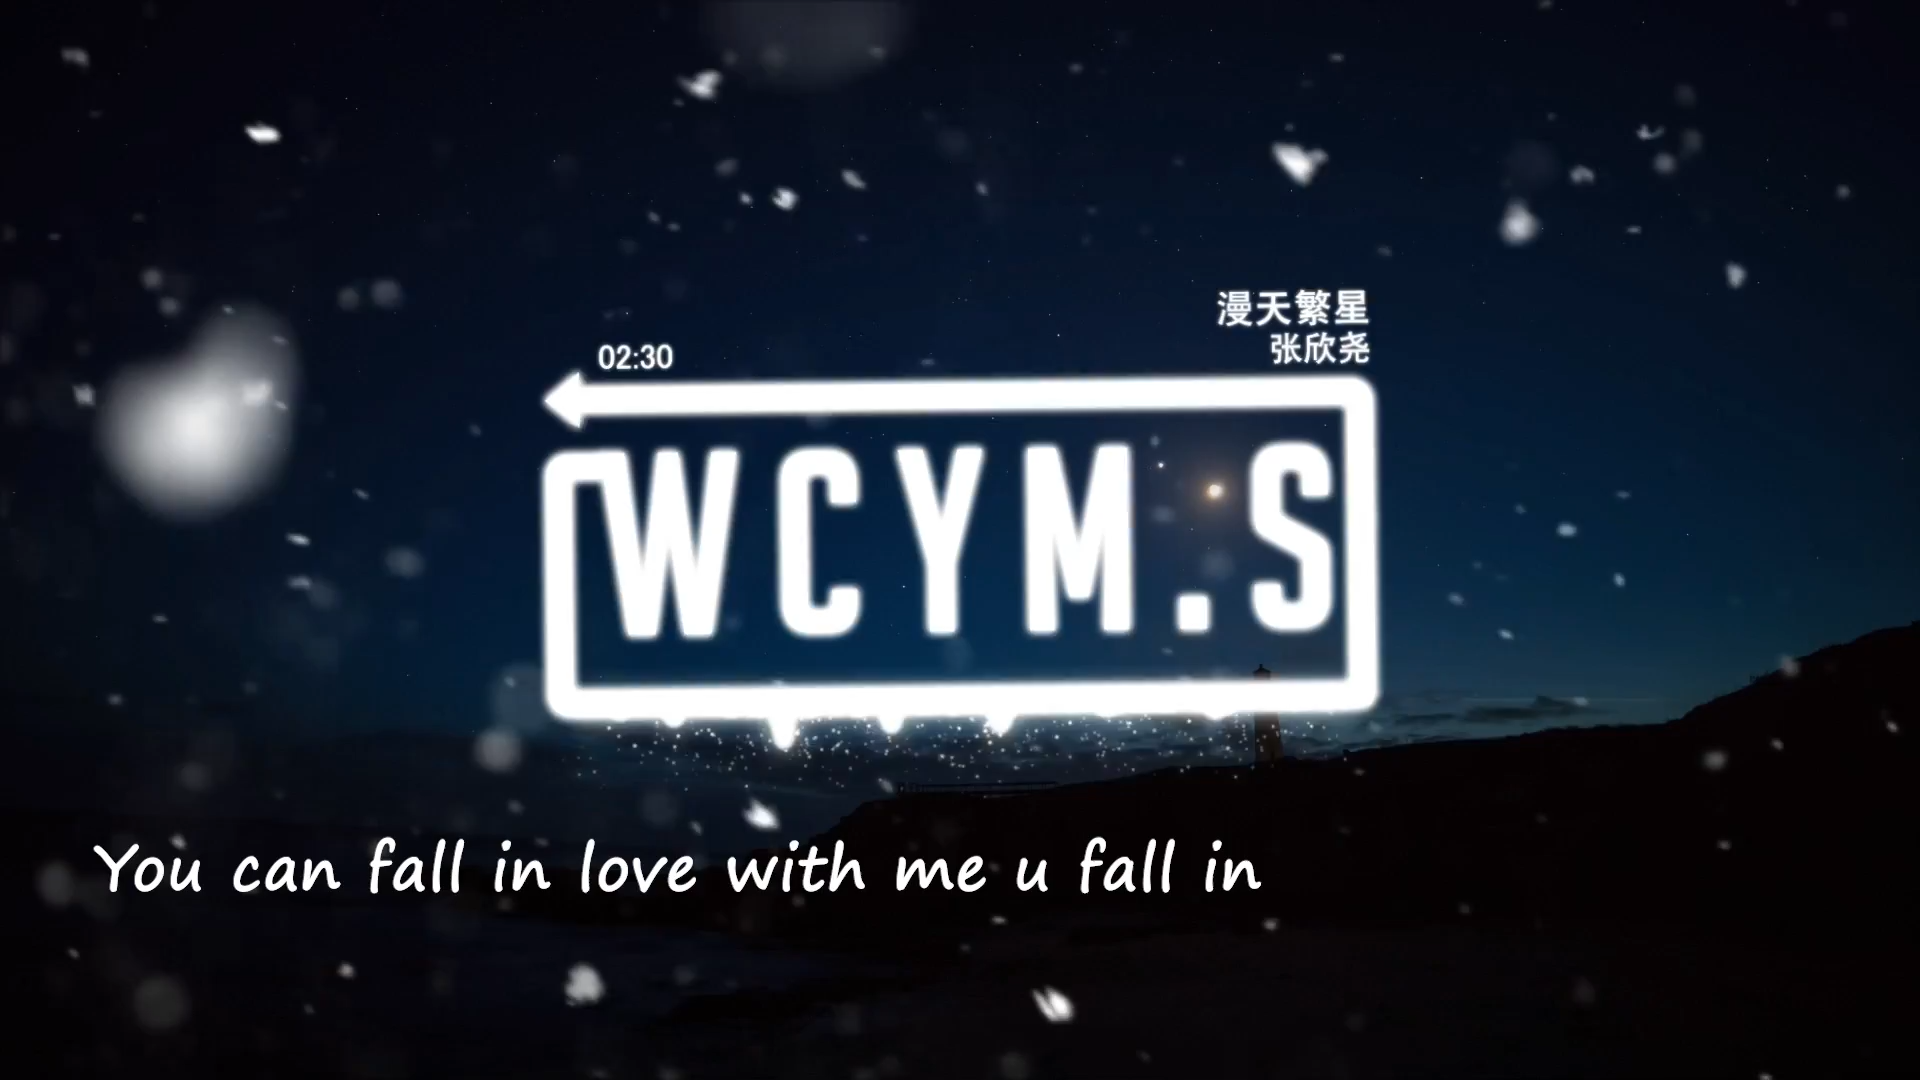 漫天繁星
张欣尧
02:30
WCYM.S
You can fall in love with me u fall in